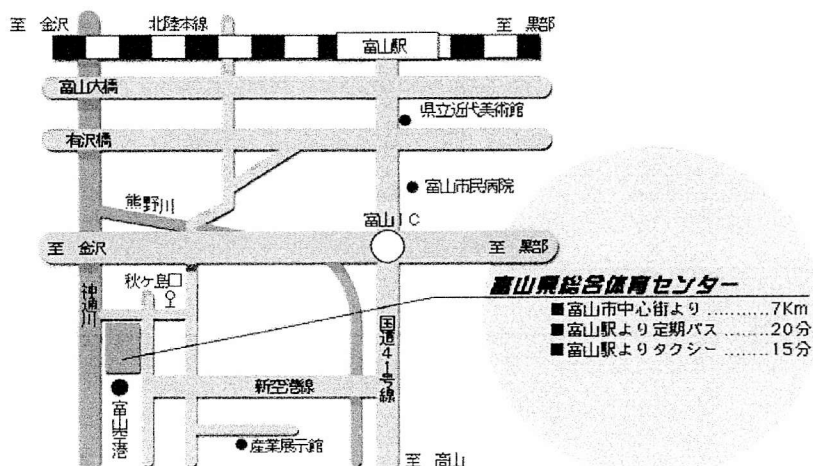 至 金沢
北陸本線
至 黒部
富山駅
富山大橋
県立近代美術館
有沢橋
富山市民病院
熊野川
富山IC
至 金沢
至 黒部
秋ヶ島口
神通川
富山県総合体育センター
■富山市中心街より ...........7Km
■富山駅より定期バス ......20分
■富山駅よりタクシー ........15分
国道41号線
新空港線
富山空港
産業展示館
至 高山